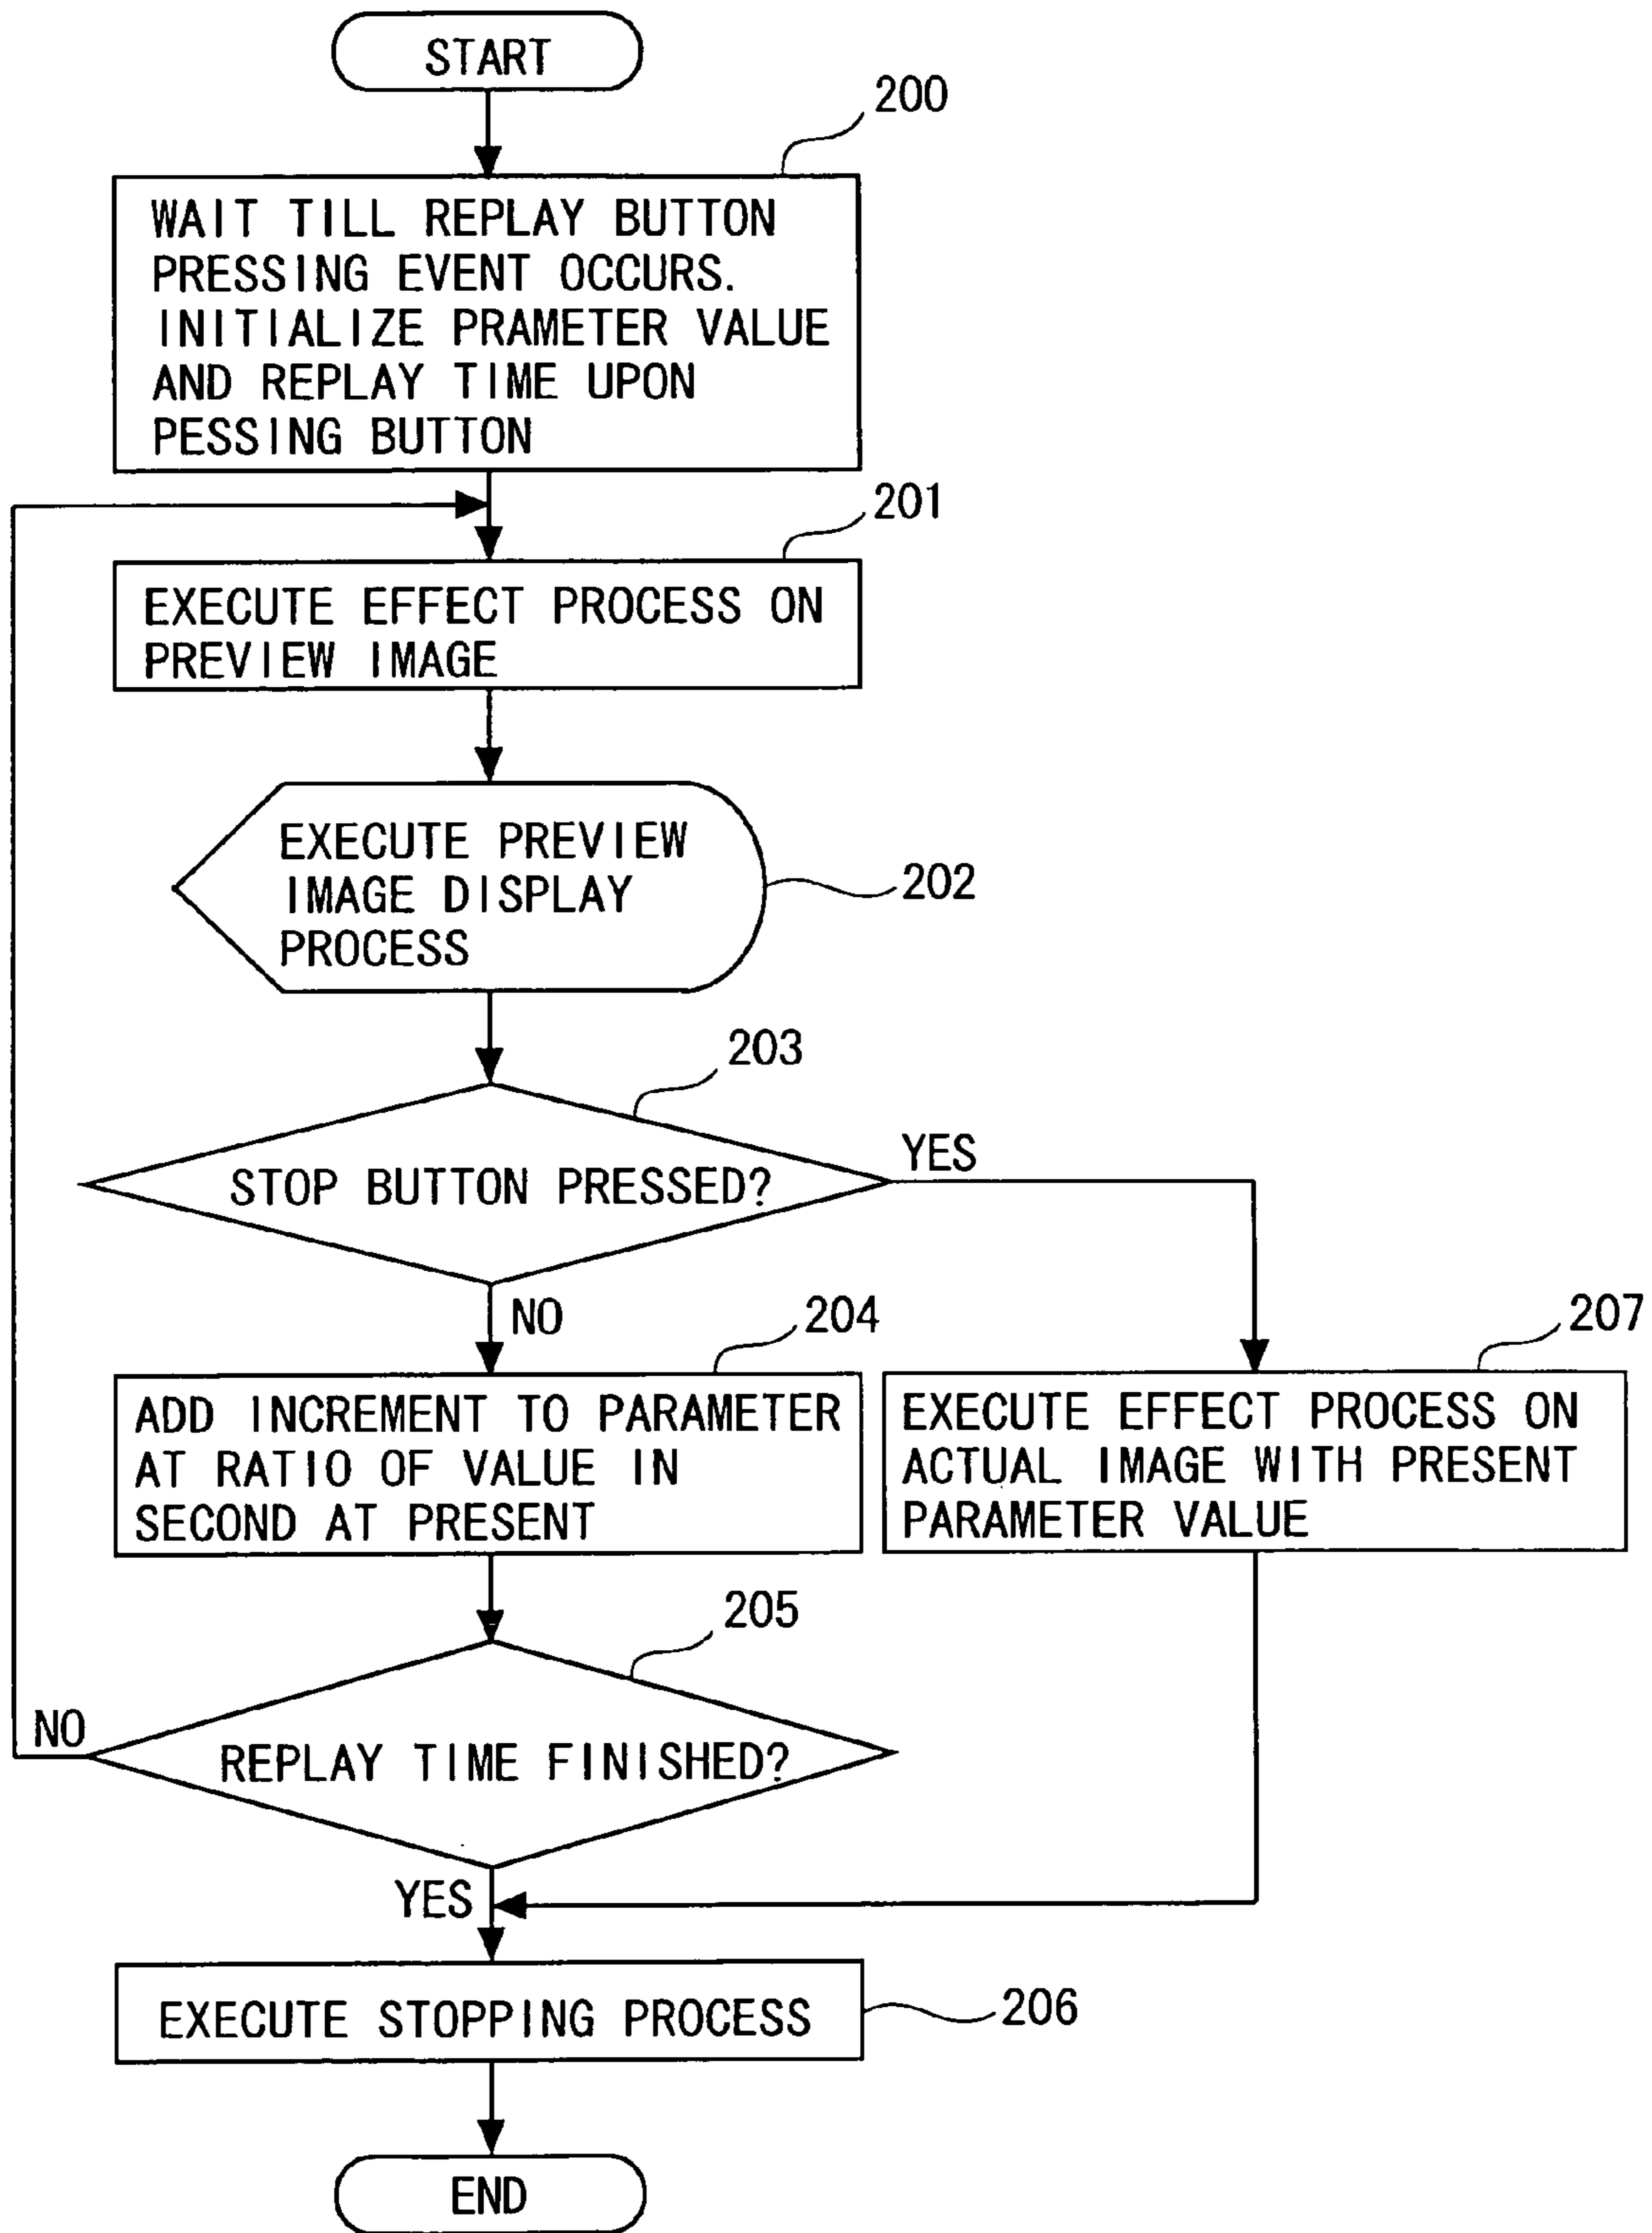 START
200
WAIT TILL REPLAY BUTTON
PRESSING EVENT OCCURS.
INITIALIZE PRAMETER VALUE
AND REPLAY TIME UPON
PESSING BUTTON
201
EXECUTE EFFECT PROCESS ON
PREVIEW IMAGE
EXECUTE PREVIEW
IMAGE DISPLAY
PROCESS
202
203
STOP BUTTON PRESSED?
YES
NO
204
ADD INCREMENT TO PARAMETER
AT RATIO OF VALUE IN
SECOND AT PRESENT
207
EXECUTE EFFECT PROCESS ON
ACTUAL IMAGE WITH PRESENT
PARAMETER VALUE
205
REPLAY TIME FINISHED?
NO
YES
EXECUTE STOPPING PROCESS
206
END